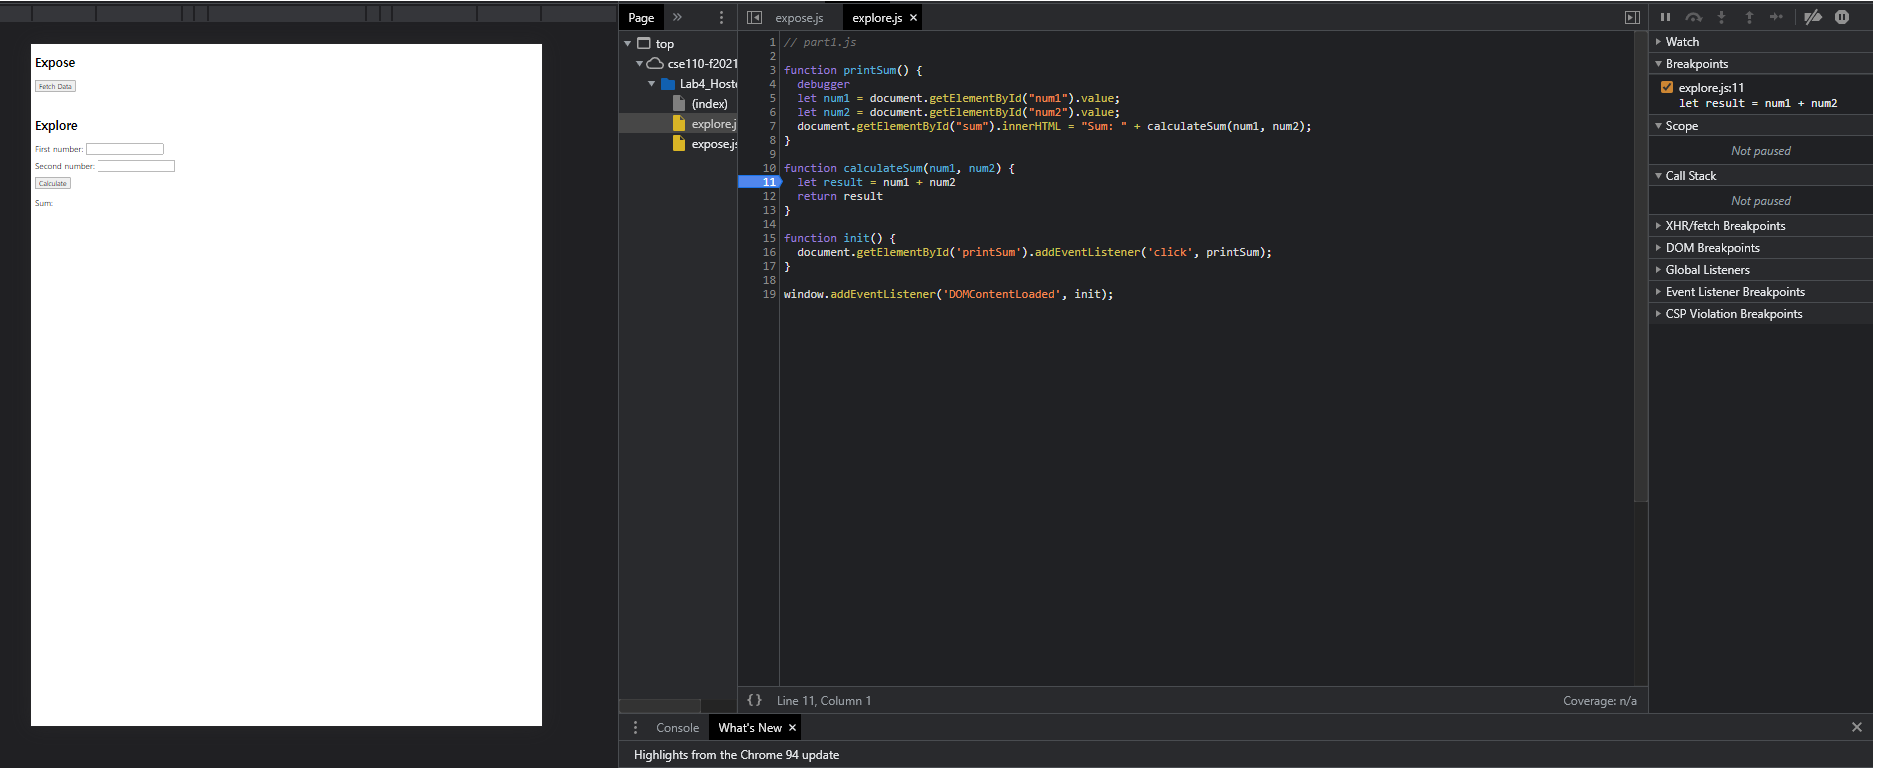 Expose
Fetch Data
Explore
First number:
Second number:
Calculate
Sum:
Page
top
cse110-f2021
Lab4_Hoste
(index)
explore.j
expose.js
expose.js
explore.js
1 // part1.js
2
3 function printSum() {
4 debugger
5 let num1 = document.getElementById("num1").value;
6 let num2 = document.getElementById("num2").value;
7 document.getElementById("sum").innerHTML = "Sum: " + calculateSum(num1, num2);
8 }
9
10 function calculateSum(num1, num2) {
11 let result = num1 + num2
12 return result
13 }
14
15 function init() {
16 document.getElementById('printSum').addEventListener('click', printSum);
17 }
18
19 window.addEventListener('DOMContentLoaded', init);
{} Line 11, Column 1
Coverage: n/a
Watch
Breakpoints
explore.js:11
let result = num1 + num2
Scope
Not paused
Call Stack
Not paused
XHR/fetch Breakpoints
DOM Breakpoints
Global Listeners
Event Listener Breakpoints
CSP Violation Breakpoints
Console
What's New
Highlights from the Chrome 94 update